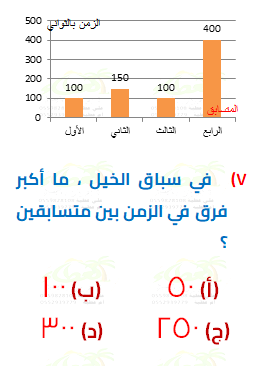 الزمن بالثواني
500
400
300
200
100
0
100
150
100
400
المتسابق
الأول الثاني الثالث الرابع
٧) في سباق الخيل ، ما أكبر
فرق في الزمن بين متسابقين
؟
(أ) ٥٠ (ب) ١٠٠
(ج) ٢٥٠ (د) ٣٠٠